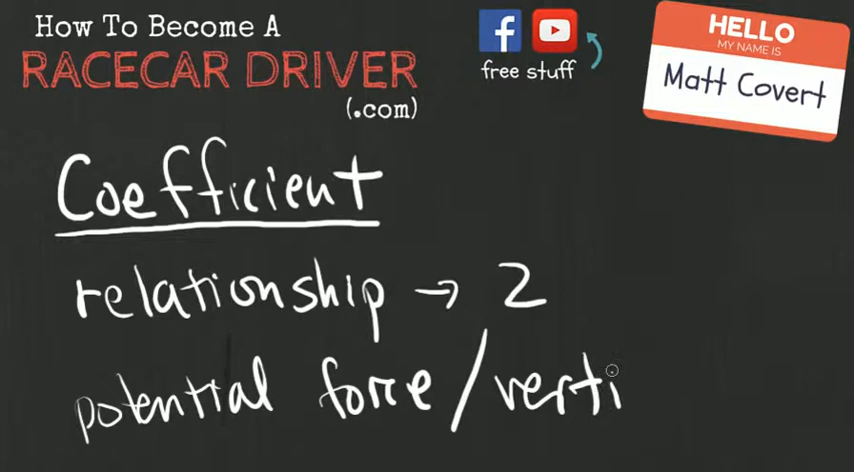 How To Become A
RACECAR DRIVER
(.com)
free stuff
HELLO
MY NAME IS
Matt Covert
Coefficient
relationship → 2
potential force/verti